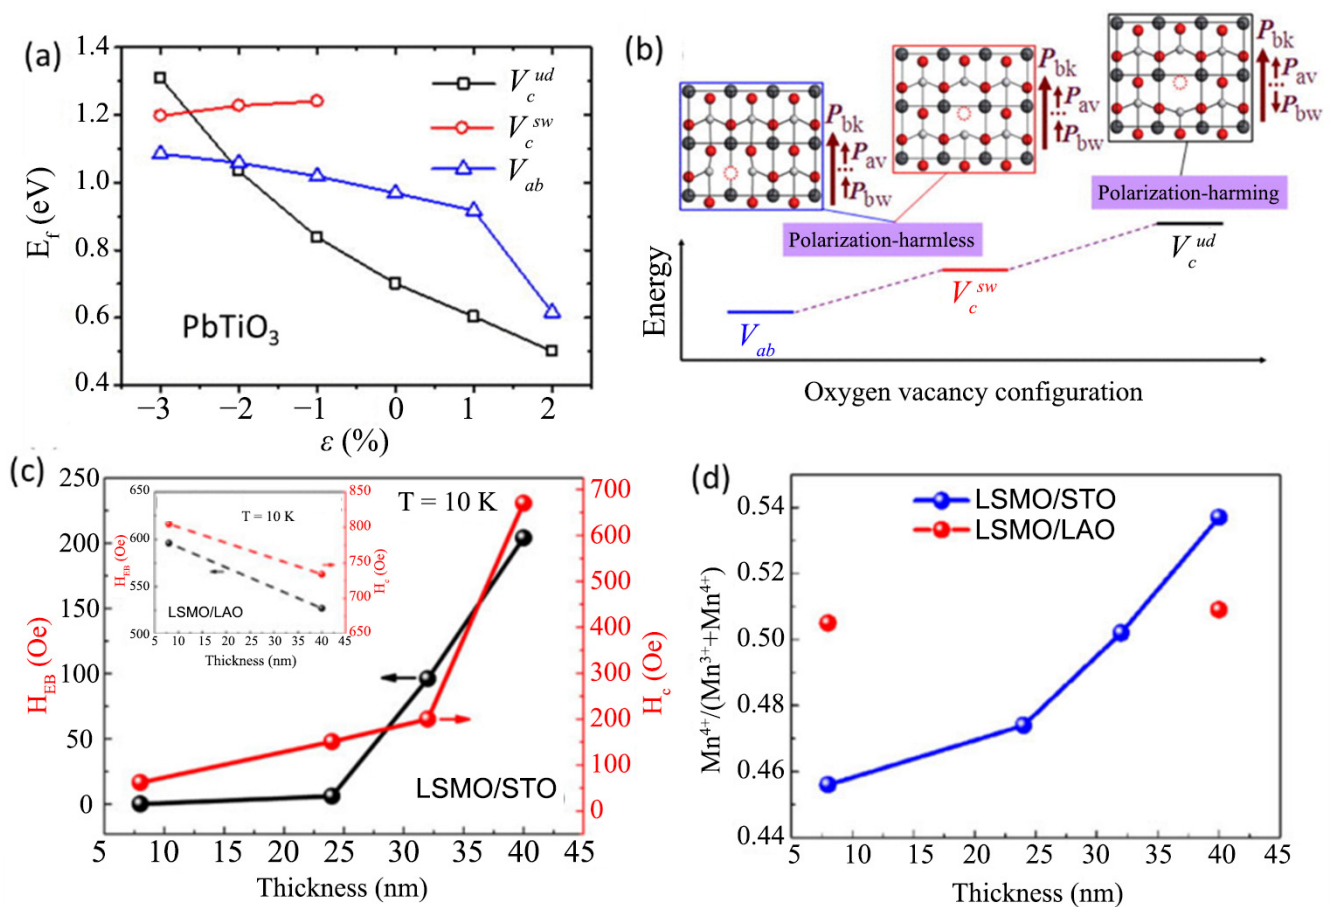 (a)
1.4
1.2
1.0
0.8
0.6
0.4
E_f (eV)
V_c^ud
V_c^sw
V_ab
PbTiO₃
−3 −2 −1 0 1 2
ε (%)
(b)
P_bk
P_av
...
P_bw
P_bk
P_av
...
P_bw
P_bk
P_av
...
P_bw
Polarization-harmless
Polarization-harming
V_ab
V_c^sw
V_c^ud
Energy
Oxygen vacancy configuration
(c)
250
200
150
100
50
0
H_EB (Oe)
T = 10 K
LSMO/STO
700
600
500
400
300
200
100
0
H_c (Oe)
5 10 15 20 25 30 35 40 45
Thickness (nm)
650
600
550
500
H_EB (Oe)
T = 10 K
LSMO/LAO
850
800
750
700
650
H_c (Oe)
5 10 15 20 25 30 35 40 45
Thickness (nm)
(d)
0.54
0.52
0.50
0.48
0.46
0.44
Mn⁴⁺/(Mn³⁺+Mn⁴⁺)
LSMO/STO
LSMO/LAO
5 10 15 20 25 30 35 40 45
Thickness (nm)